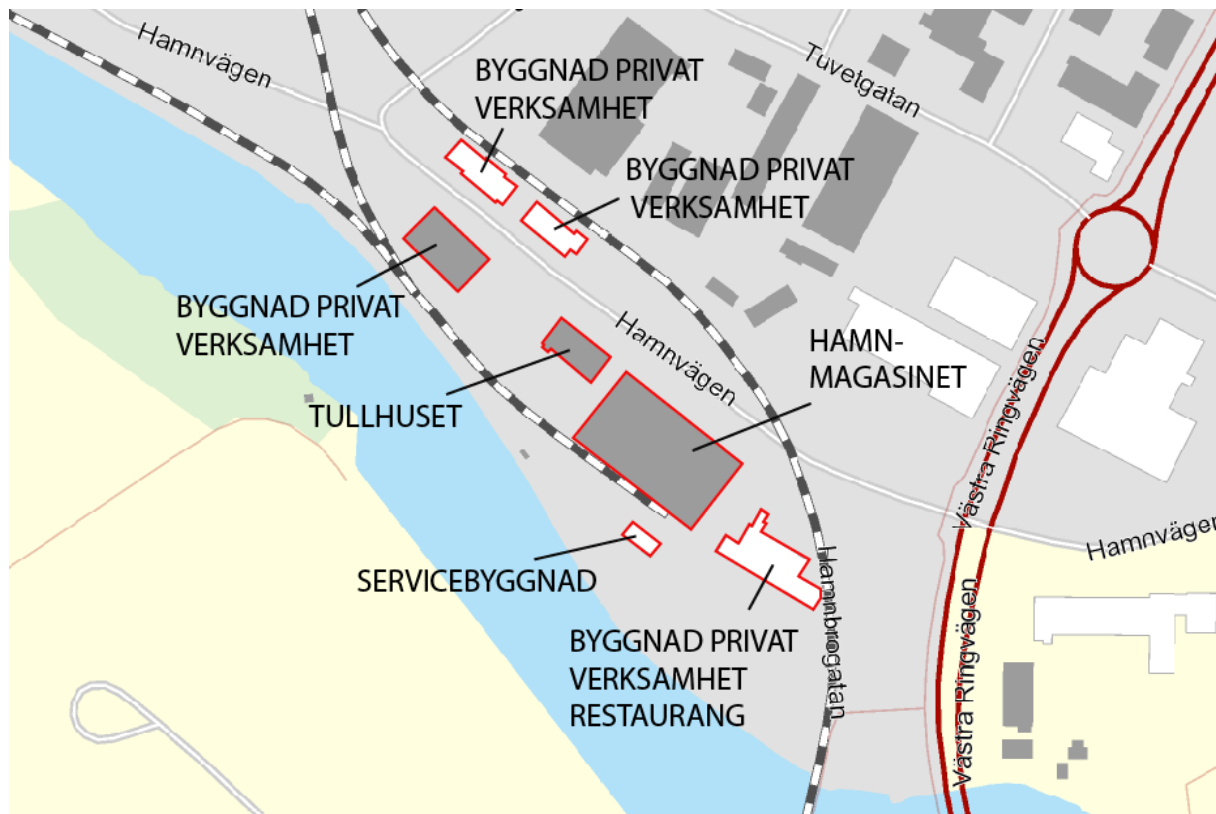 Hamnvägen
BYGGNAD PRIVAT
VERKSAMHET
Tuvetgatan
BYGGNAD PRIVAT
VERKSAMHET
BYGGNAD PRIVAT
VERKSAMHET
Hamnvägen
HAMN-
MAGASINET
TULLHUSET
Västra Ringvägen
Hamnvägen
SERVICEBYGGNAD
Hamnbrogatan
Västra Ringvägen
BYGGNAD PRIVAT
VERKSAMHET
RESTAURANG